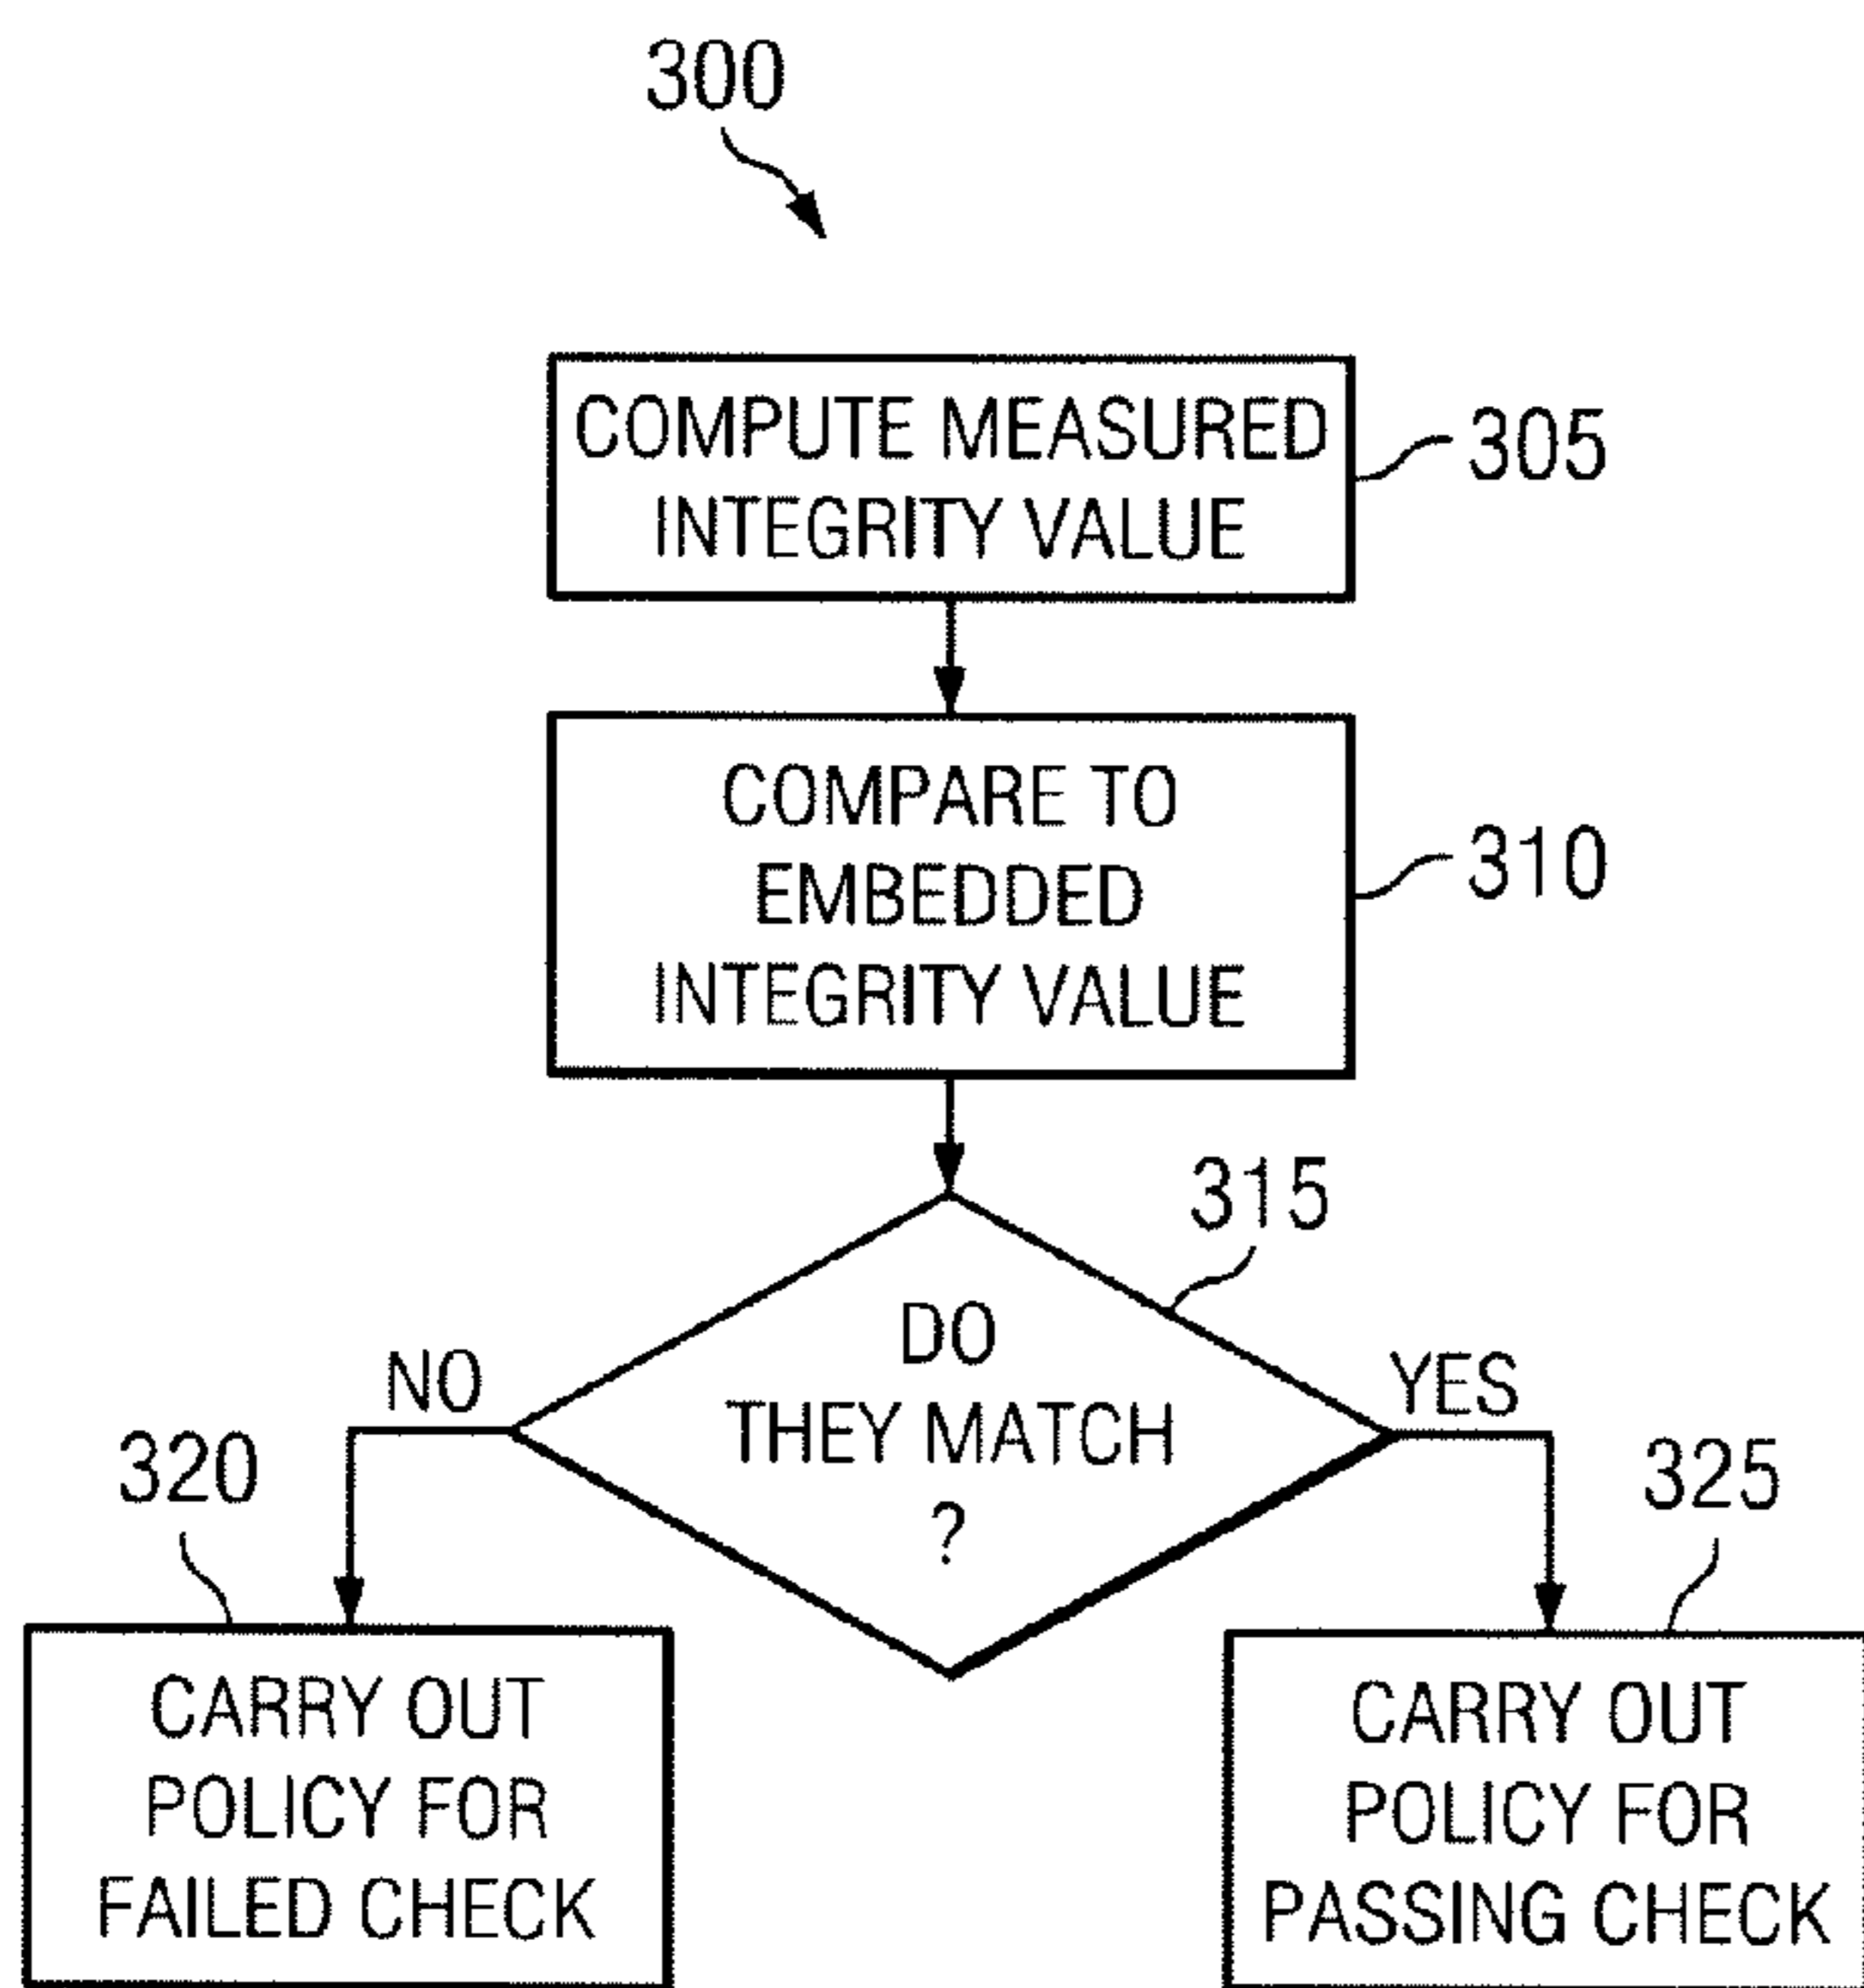 300
COMPUTE MEASURED
INTEGRITY VALUE
305
COMPARE TO
EMBEDDED
INTEGRITY VALUE
310
315
DO
THEY MATCH
?
NO
YES
320
325
CARRY OUT
POLICY FOR
FAILED CHECK
CARRY OUT
POLICY FOR
PASSING CHECK